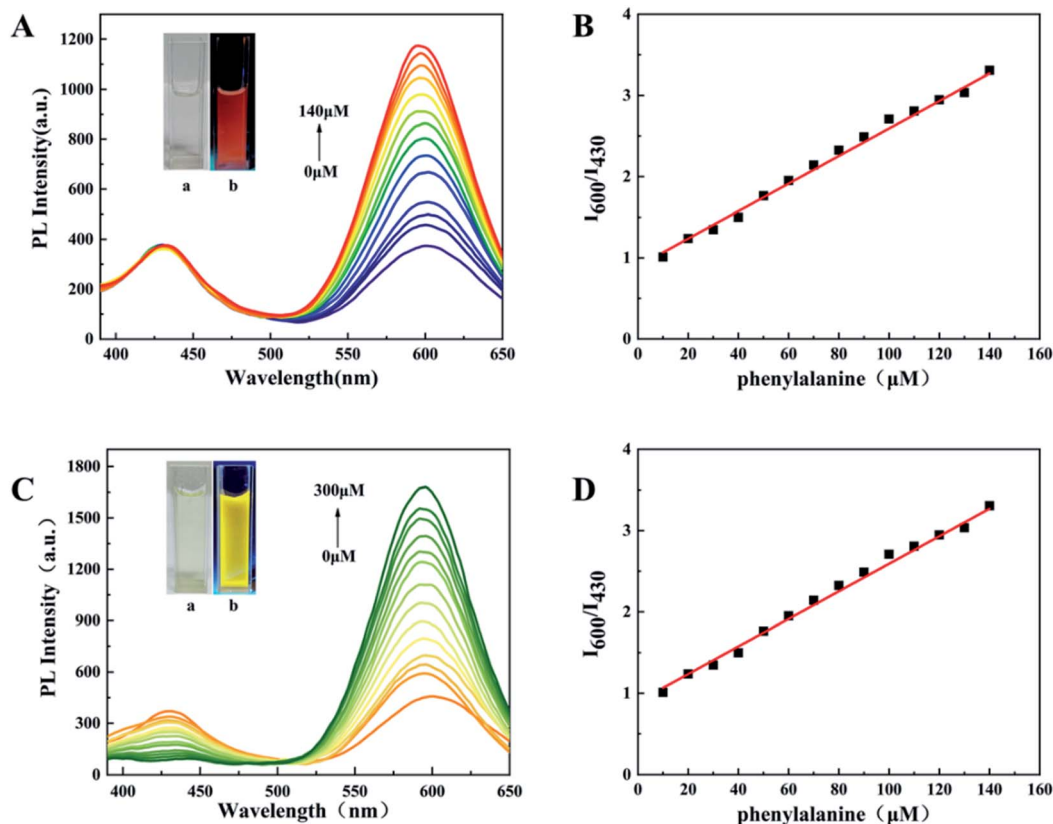 A
1200
1000
800
600
400
200
0
PL Intensity(a.u.)
140μM
0μM
a b
400 450 500 550 600 650
Wavelength(nm)
B
4
3
2
1
0
I600/I430
20 40 60 80 100 120 140 160
phenylalanine（μM）
C
1800
1500
1200
900
600
300
0
PL Intensity（a.u.）
300μM
0μM
a b
400 450 500 550 600 650
Wavelength（nm）
D
4
3
2
1
0
I600/I430
20 40 60 80 100 120 140 160
phenylalanine（μM）